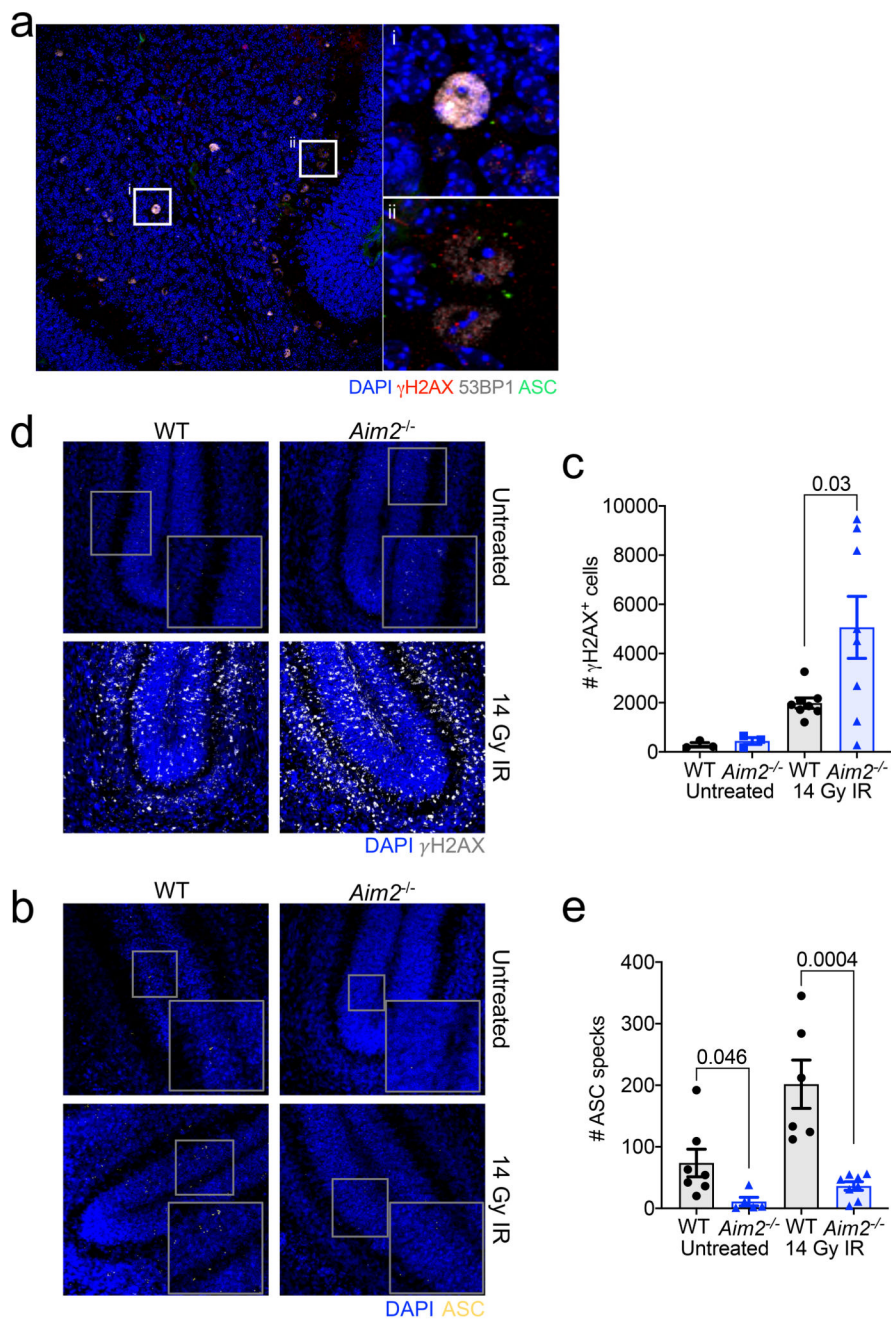 a
i
ii
i
ii
DAPI γH2AX 53BP1 ASC
d
WT
Aim2-/-
Untreated
14 Gy IR
DAPI γH2AX
c
# γH2AX+ cells
10000
8000
6000
4000
2000
0
0.03
WT Aim2-/- WT Aim2-/-
Untreated 14 Gy IR
b
WT
Aim2-/-
Untreated
14 Gy IR
DAPI ASC
e
# ASC specks
400
300
200
100
0
0.046
0.0004
WT Aim2-/- WT Aim2-/-
Untreated 14 Gy IR